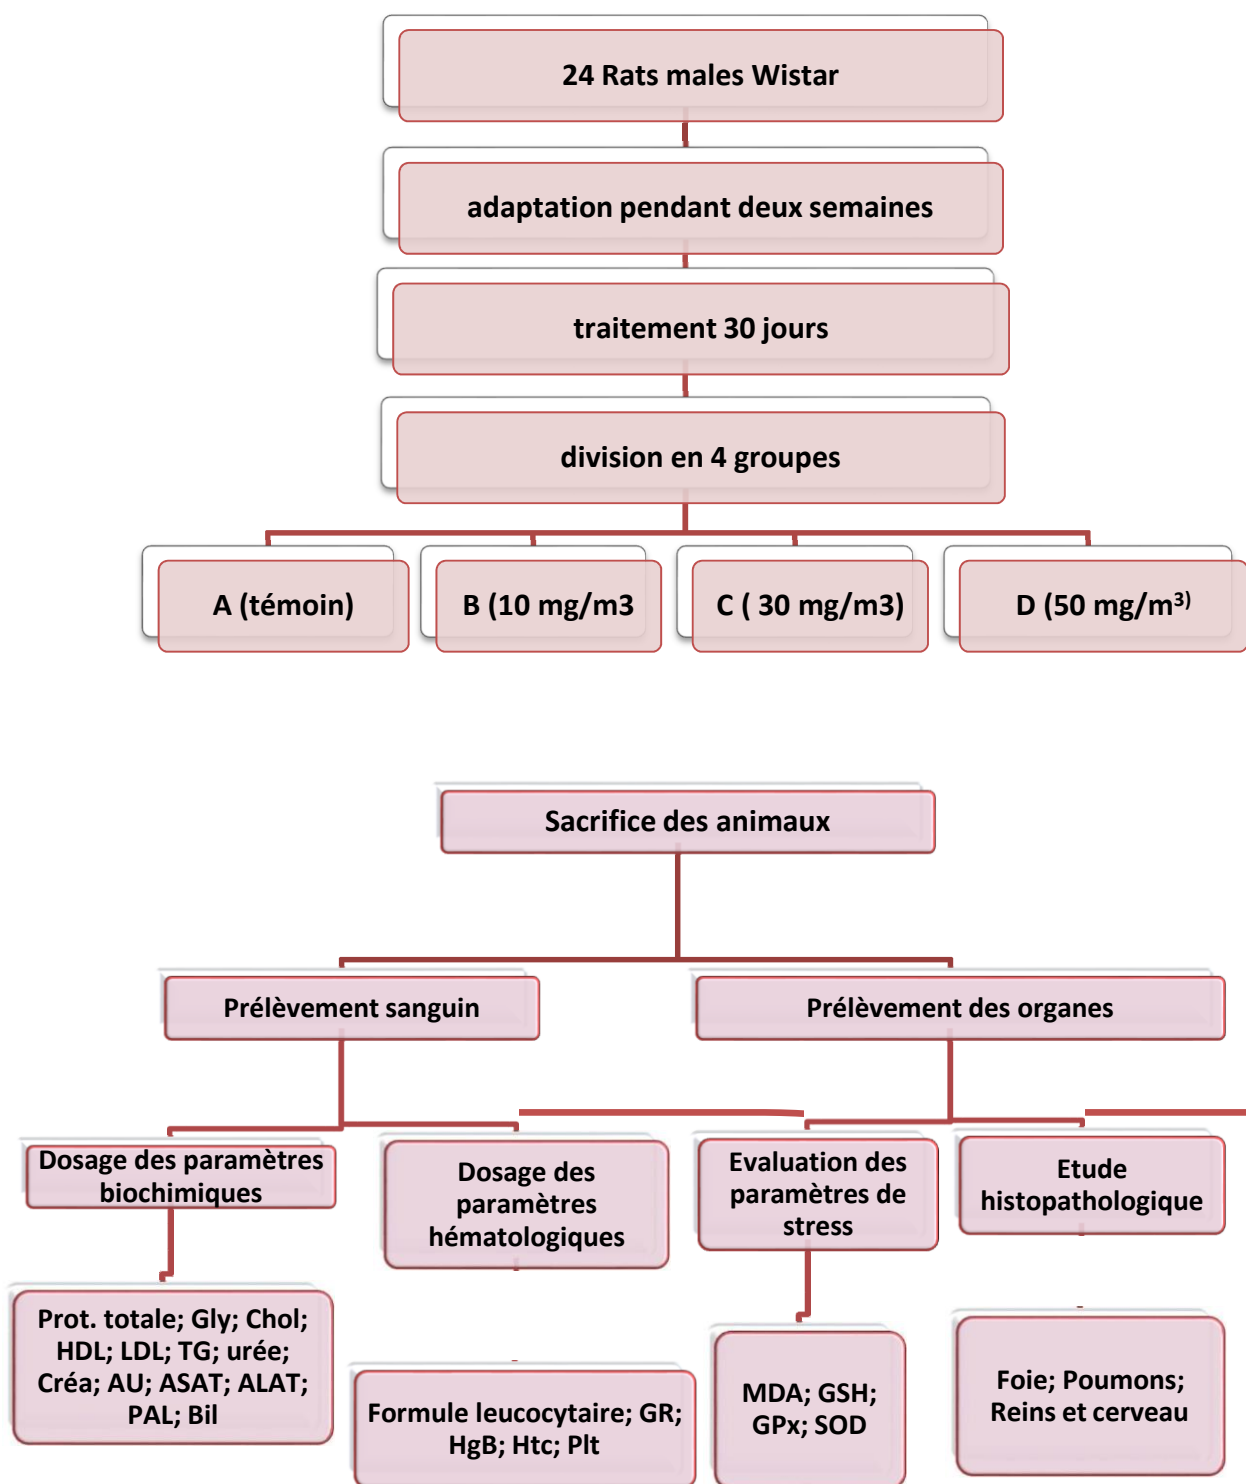 24 Rats males Wistar
adaptation pendant deux semaines
traitement 30 jours
division en 4 groupes
A (témoin)
B (10 mg/m3
C ( 30 mg/m3)
D (50 mg/m³⁾
Sacrifice des animaux
Prélèvement sanguin
Prélèvement des organes
Dosage des paramètres
biochimiques
Dosage des
paramètres
hématologiques
Evaluation des
paramètres de
stress
Etude
histopathologique
Prot. totale; Gly; Chol;
HDL; LDL; TG; urée;
Créa; AU; ASAT; ALAT;
PAL; Bil
Formule leucocytaire; GR;
HgB; Htc; Plt
MDA; GSH;
GPx; SOD
Foie; Poumons;
Reins et cerveau